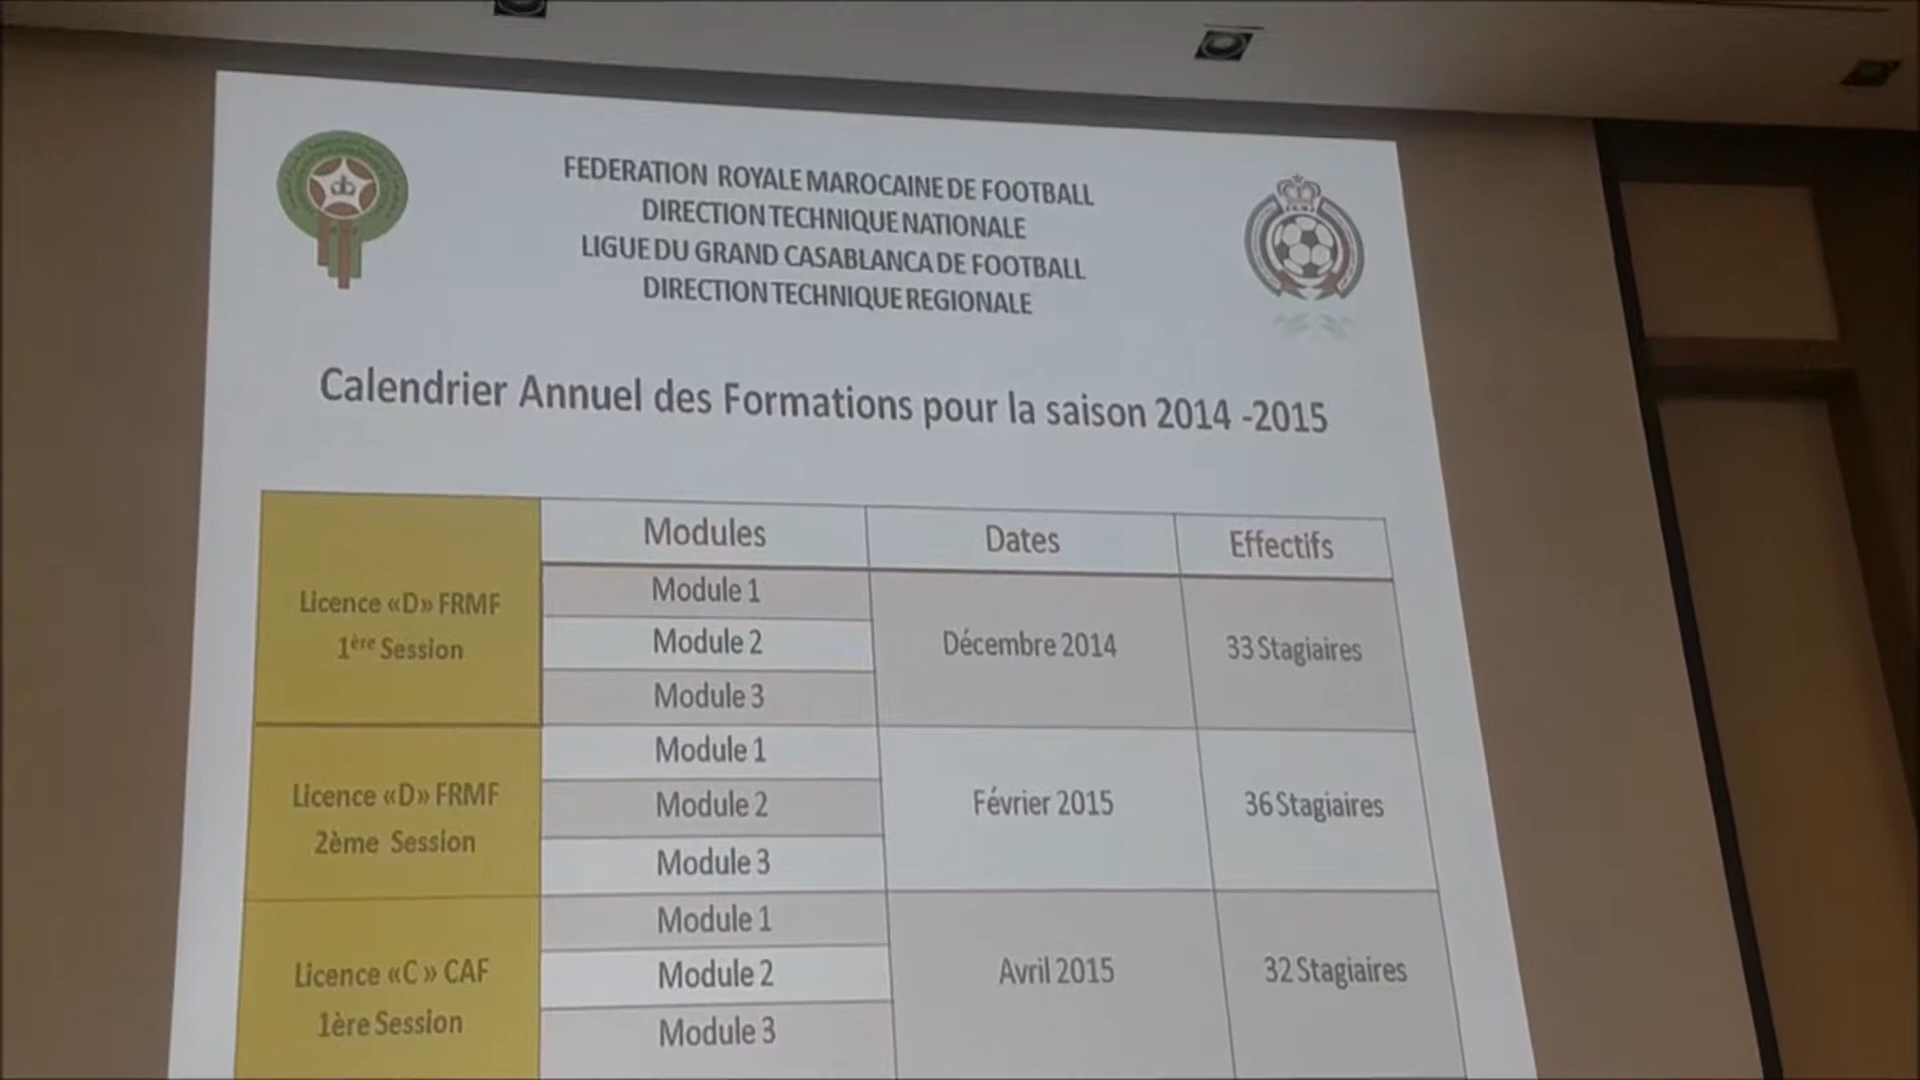 FEDERATION ROYALE MAROCAINE DE FOOTBALL
DIRECTION TECHNIQUE NATIONALE
LIGUE DU GRAND CASABLANCA DE FOOTBALL
DIRECTION TECHNIQUE REGIONALE
Calendrier Annuel des Formations pour la saison 2014 -2015
Modules Dates Effectifs
Licence «D» FRMF
1ère Session
Module 1
Module 2
Module 3
Décembre 2014
33 Stagiaires
Licence «D» FRMF
2ème Session
Module 1
Module 2
Module 3
Février 2015
36 Stagiaires
Licence «C » CAF
1ère Session
Module 1
Module 2
Module 3
Avril 2015
32 Stagiaires